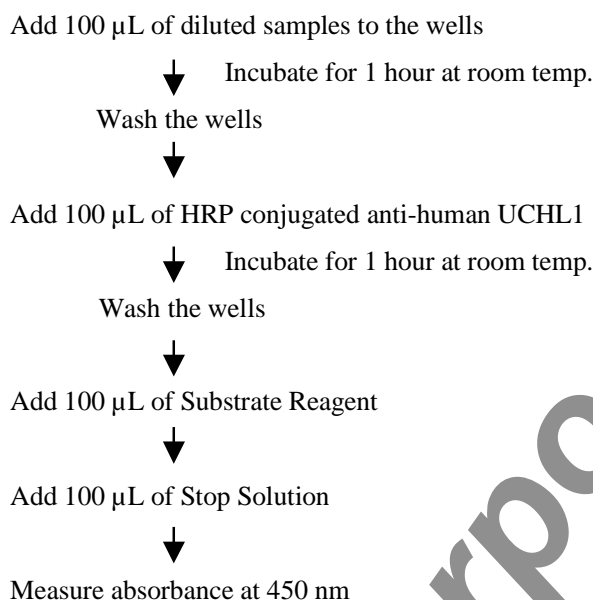 Add 100 µL of diluted samples to the wells
Incubate for 1 hour at room temp.
Wash the wells
Add 100 µL of HRP conjugated anti-human UCHL1
Incubate for 1 hour at room temp.
Wash the wells
Add 100 µL of Substrate Reagent
Add 100 µL of Stop Solution
Measure absorbance at 450 nm